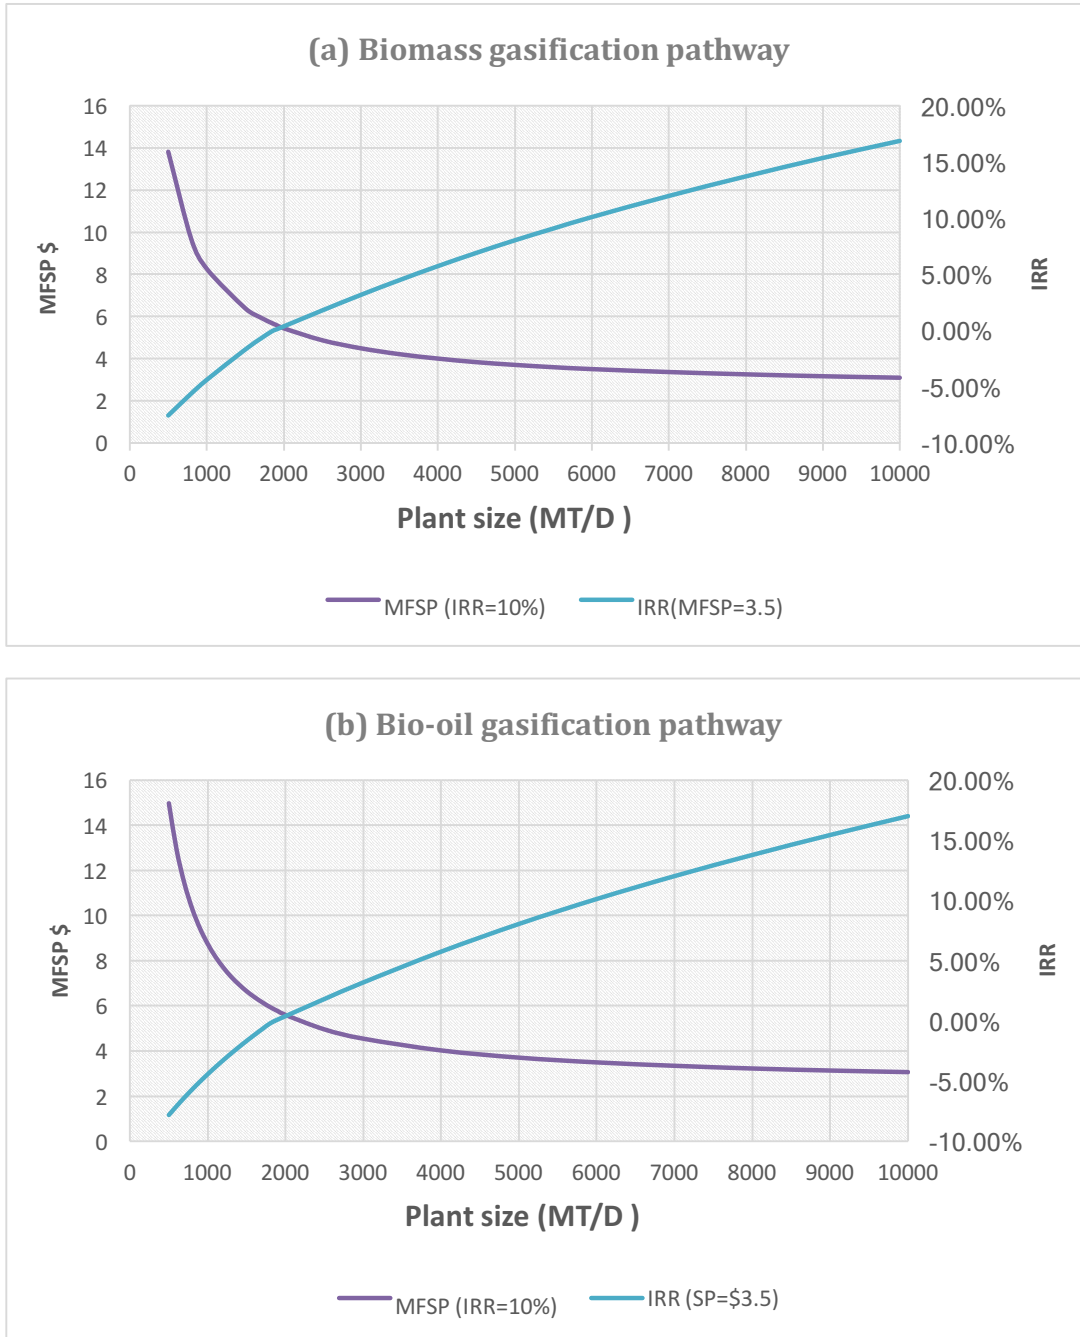 (a) Biomass gasification pathway
16
14
12
10
8
6
4
2
0
MFSP $
20.00%
15.00%
10.00%
5.00%
0.00%
-5.00%
-10.00%
IRR
0 1000 2000 3000 4000 5000 6000 7000 8000 9000 10000
Plant size (MT/D )
MFSP (IRR=10%) IRR(MFSP=3.5)
(b) Bio-oil gasification pathway
16
14
12
10
8
6
4
2
0
MFSP $
20.00%
15.00%
10.00%
5.00%
0.00%
-5.00%
-10.00%
IRR
0 1000 2000 3000 4000 5000 6000 7000 8000 9000 10000
Plant size (MT/D )
MFSP (IRR=10%) IRR (SP=$3.5)